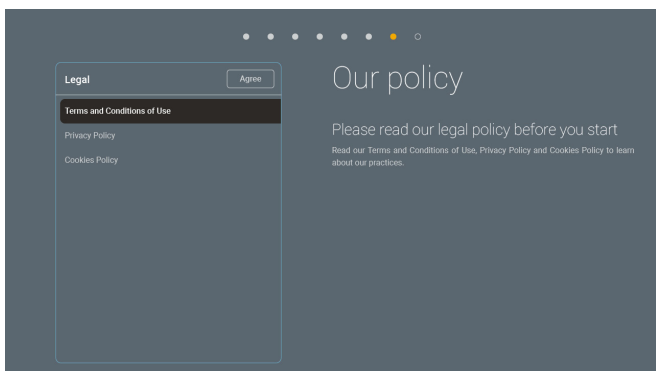 Legal
Agree
Terms and Conditions of Use
Privacy Policy
Cookies Policy
Our policy
Please read our legal policy before you start
Read our Terms and Conditions of Use, Privacy Policy and Cookies Policy to learn
about our practices.